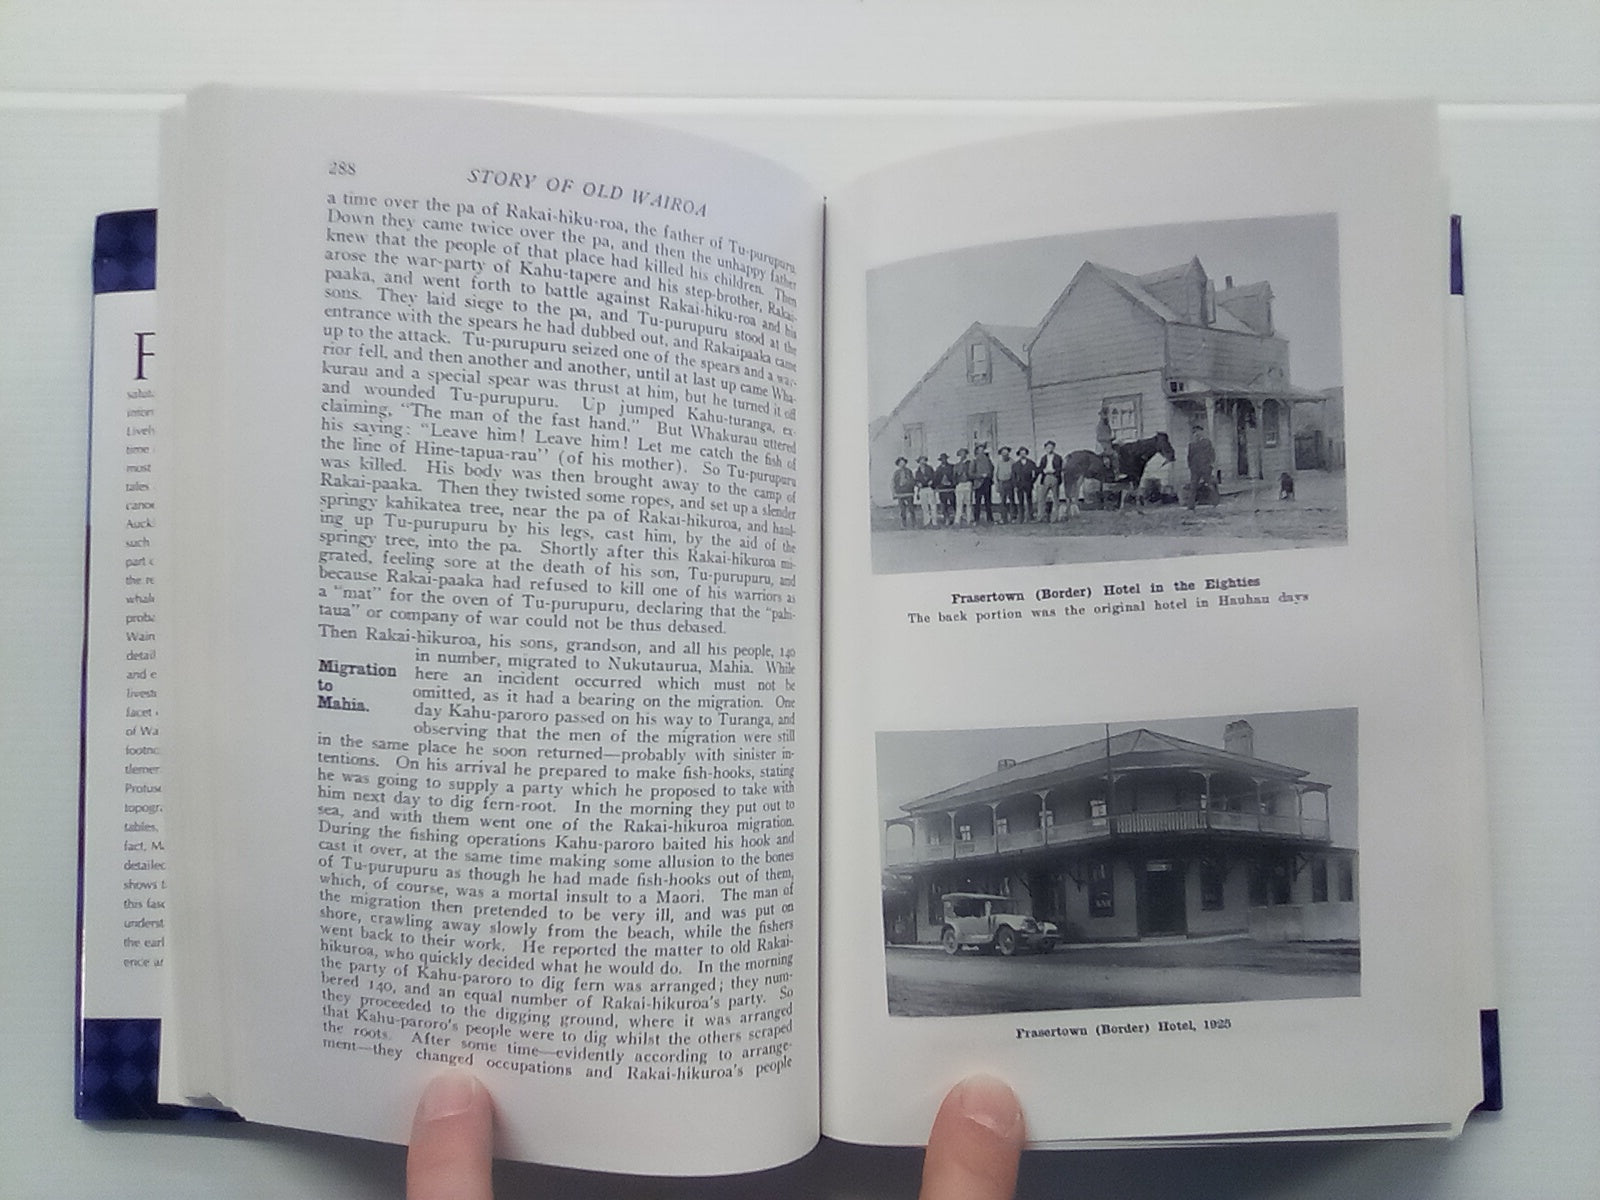 288
STORY OF OLD WAIROA
a time over the pa of Rakai-hiku-roa, the father of Tu-purupuru.
Down they came twice over the pa, and then the unhappy father
knew that the people of that place had killed his children. Then
arose the war-party of Kahu-tapere and his step-brother, Rakai-
paaka, and went forth to battle against Rakai-hiku-roa and his
sons. They laid siege to the pa, and Tu-purupuru stood at the
entrance with the spears he had dubbed out, and Rakaipaaka came
up to the attack. Tu-purupuru seized one of the spears and a war-
rior fell, and then another and another, until at last up came Wha-
kurau and a special spear was thrust at him, but he turned it off
and wounded Tu-purupuru. Up jumped Kahu-turanga, ex-
claiming, "The man of the fast hand." But Whakurau uttered
his saying: "Leave him! Leave him! Let me catch the fish of
the line of Hine-tapua-rau" (of his mother). So Tu-purupuru
was killed. His body was then brought away to the camp of
Rakai-paaka. Then they twisted some ropes, and set up a slender
springy kahikatea tree, near the pa of Rakai-hikuroa, and haul-
ing up Tu-purupuru by his legs, cast him, by the aid of the
springy tree, into the pa. Shortly after this Rakai-hikuroa mi-
grated, feeling sore at the death of his son, Tu-purupuru, and
because Rakai-paaka had refused to kill one of his warriors as
a "mat" for the oven of Tu-purupuru, declaring that the "pahi-
taua" or company of war could not be thus debased.
Then Rakai-hikuroa, his sons, grandson, and all his people, 140
in number, migrated to Nukutaurua, Mahia. While
Migration here an incident occurred which must not be
to omitted, as it had a bearing on the migration. One
Mahia. day Kahu-paroro passed on his way to Turanga, and
observing that the men of the migration were still
in the same place he soon returned—probably with sinister in-
tentions. On his arrival he prepared to make fish-hooks, stating
he was going to supply a party which he proposed to take with
him next day to dig fern-root. In the morning they put out to
sea, and with them went one of the Rakai-hikuroa migration.
During the fishing operations Kahu-paroro baited his hook and
cast it over, at the same time making some allusion to the bones
of Tu-purupuru as though he had made fish-hooks out of them,
which, of course, was a mortal insult to a Maori. The man of
the migration then pretended to be very ill, and was put on
shore, crawling away slowly from the beach, while the fishers
went back to their work. He reported the matter to old Rakai-
hikuroa, who quickly decided what he would do. In the morning
the party of Kahu-paroro to dig fern was arranged; they num-
bered 140, and an equal number of Rakai-hikuroa's party. So
they proceeded to the digging ground, where it was arranged
that Kahu-paroro's people were to dig whilst the others scraped
the roots. After some time—evidently according to arrange-
ment—they changed occupations and Rakai-hikuroa's people
Frasertown (Border) Hotel in the Eighties
The back portion was the original hotel in Hauhau days
Frasertown (Border) Hotel, 1925
F
Lively
time
must
tales
such
part
the re
detail
and e
facet
of Wa
topogr
tables,
fact, M
detailed
shows t
this fasc
underst
the earl
ence a